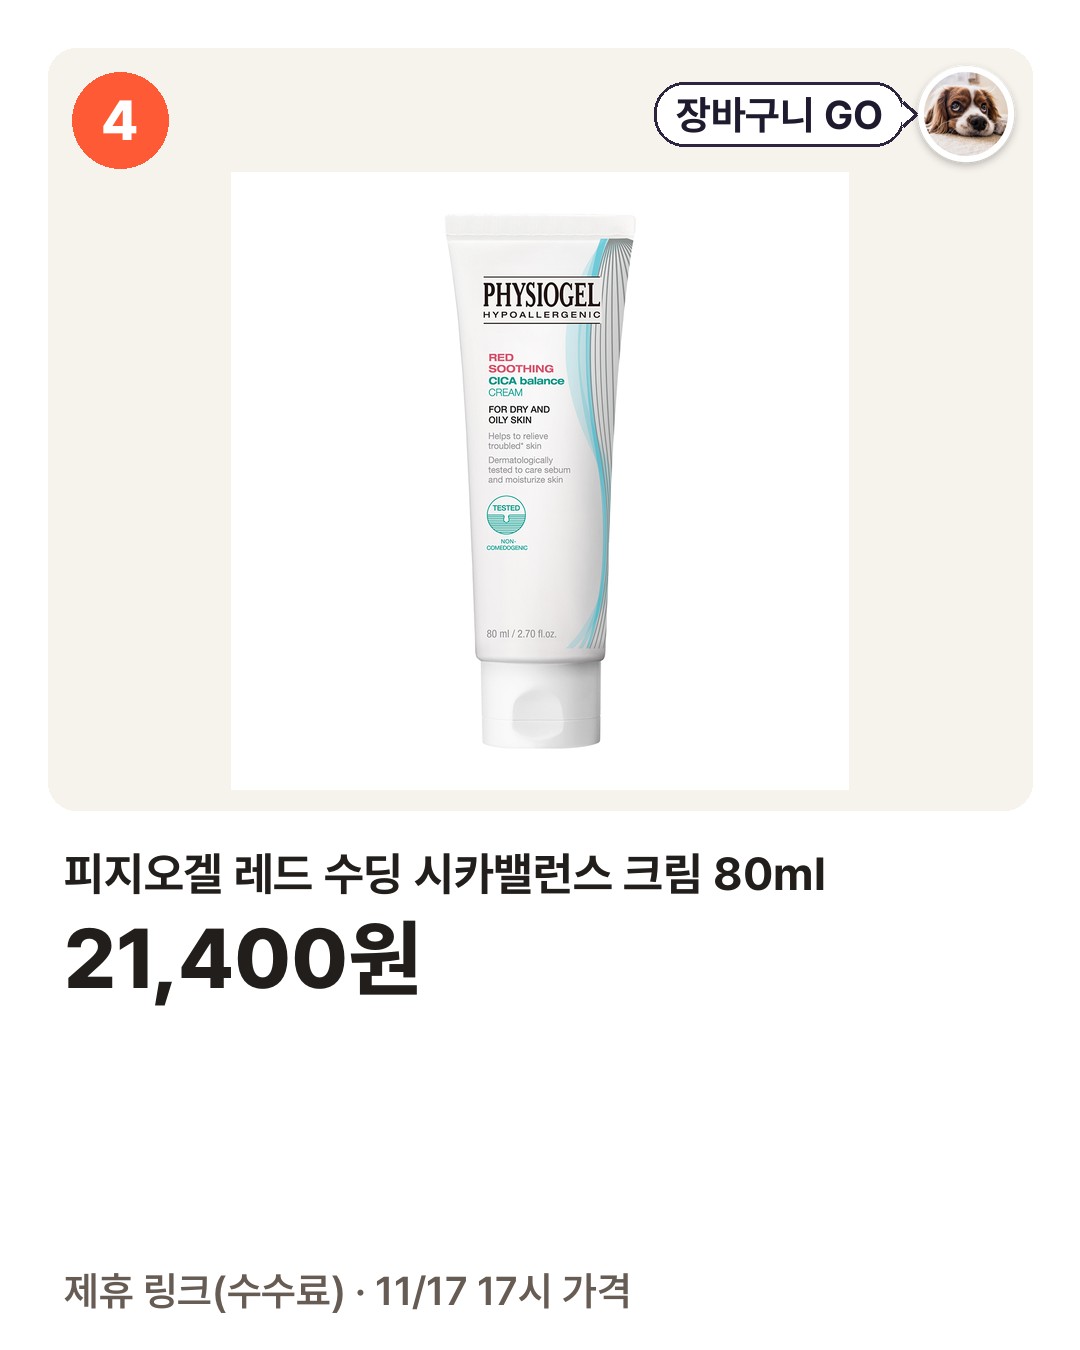 4
장바구니 GO
PHYSIOGEL
HYPOALLERGENIC
RED
SOOTHING
CICA balance
CREAM
FOR DRY AND
OILY SKIN
Helps to relieve
troubled* skin
Dermatologically
tested to care sebum
and moisturize skin
TESTED
NON-
COMEDOGENIC
80 ml / 2.70 fl.oz.
피지오겔 레드 수딩 시카밸런스 크림 80ml
21,400원
제휴 링크(수수료) · 11/17 17시 가격